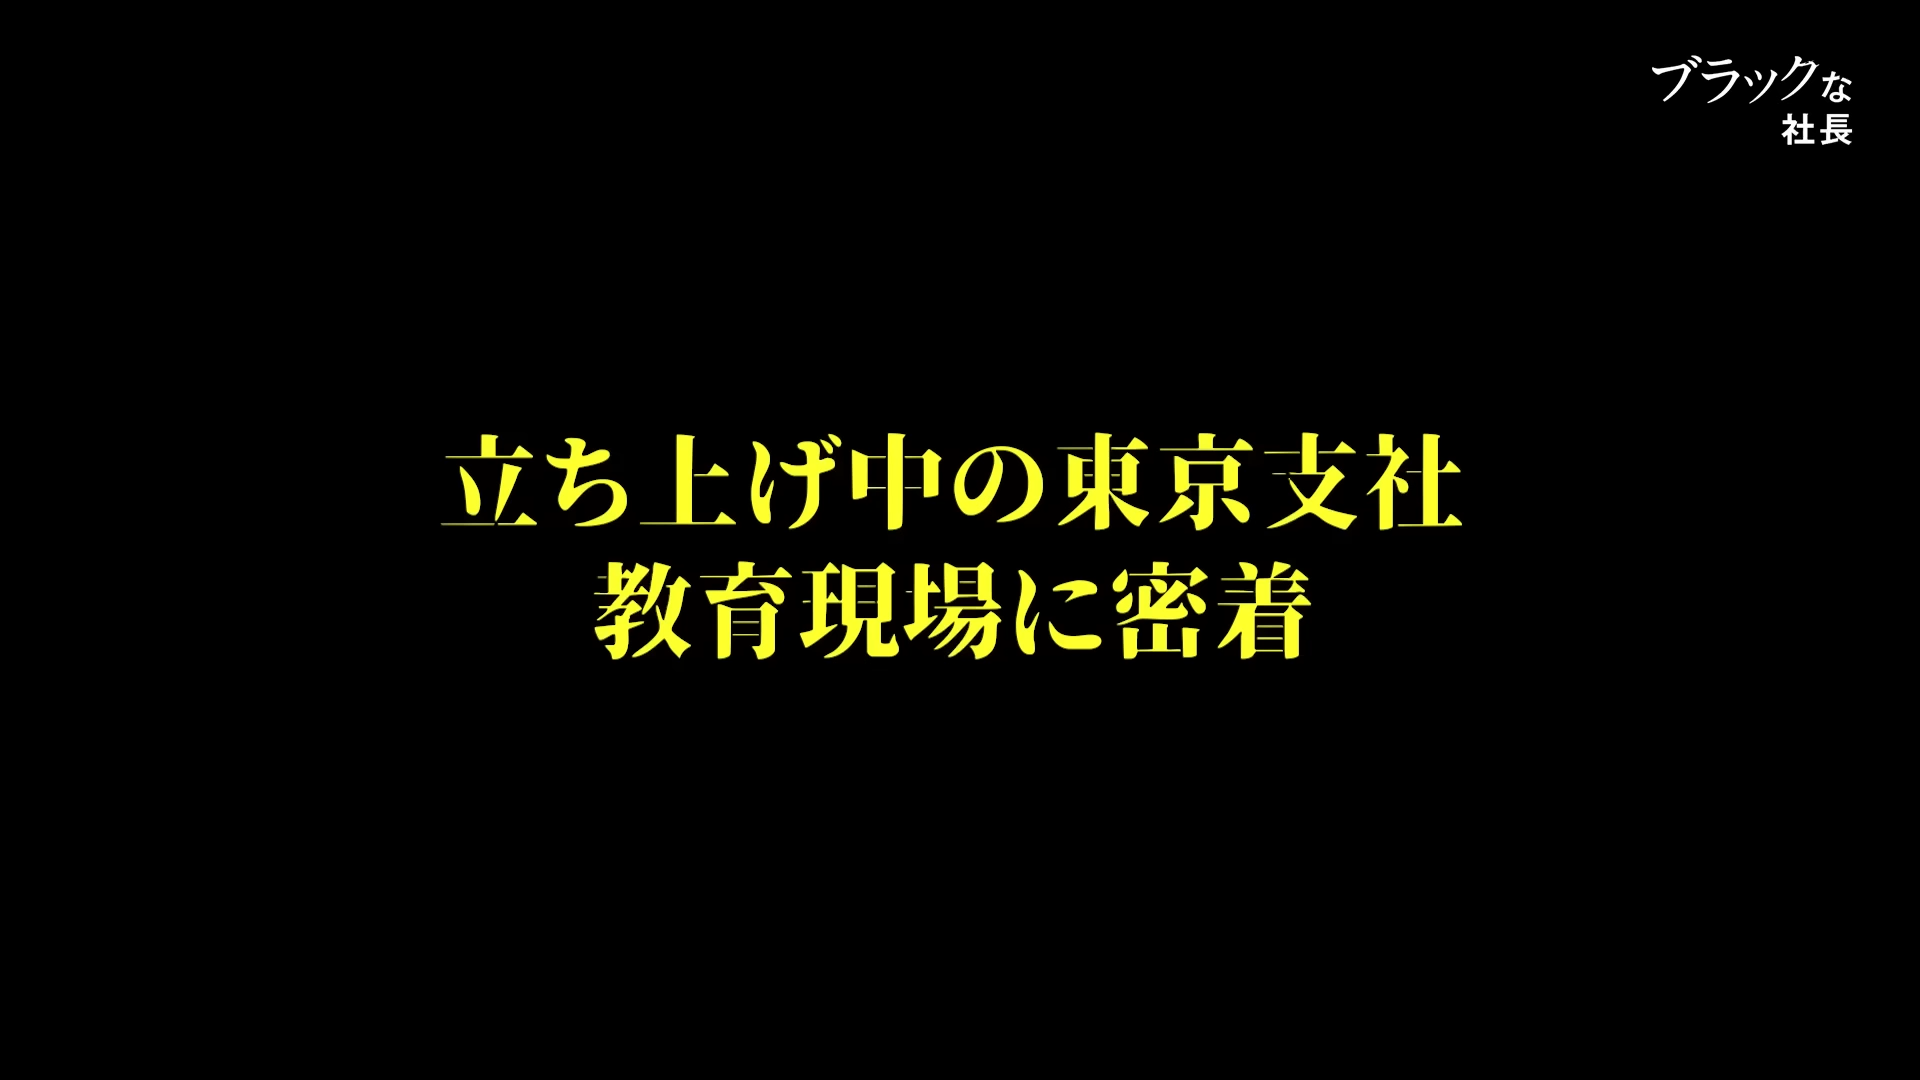 ブラックな
社長
立ち上げ中の東京支社
教育現場に密着